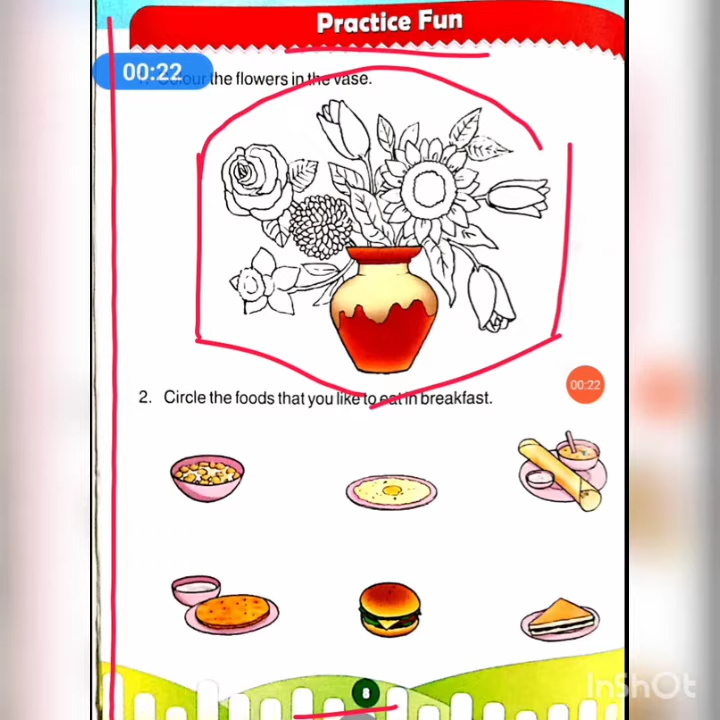 Practice Fun
00:22
the flowers in the vase.
00:22
2. Circle the foods that you like to eat in breakfast.
8
InShOt